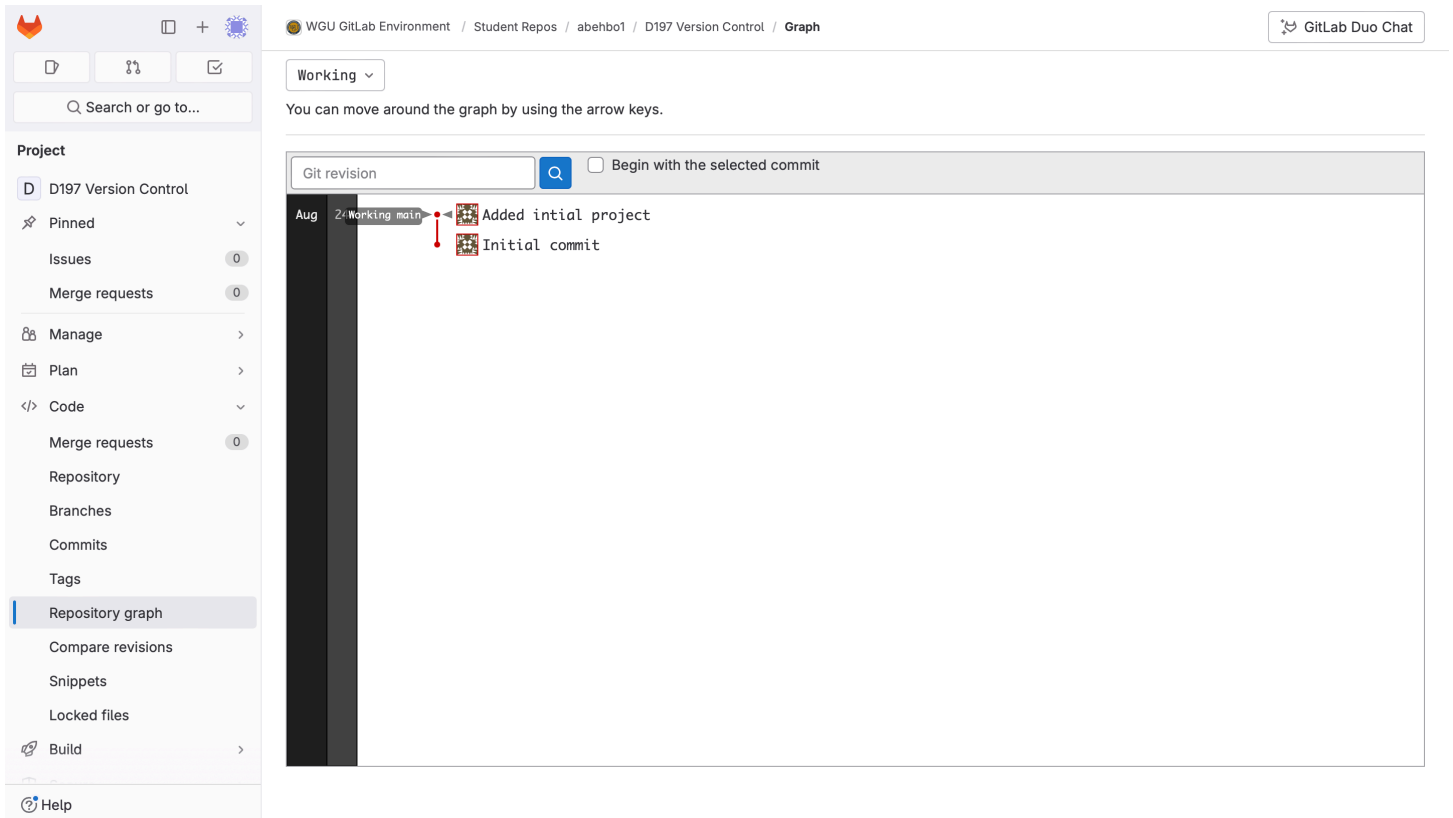 WGU GitLab Environment / Student Repos / abehbo1 / D197 Version Control / Graph
GitLab Duo Chat
Search or go to...
Project
D D197 Version Control
Pinned
Issues 0
Merge requests 0
Manage
Plan
Code
Merge requests 0
Repository
Branches
Commits
Tags
Repository graph
Compare revisions
Snippets
Locked files
Build
Help
Working
You can move around the graph by using the arrow keys.
Git revision
Begin with the selected commit
Aug 24 Working main Added intial project
Initial commit